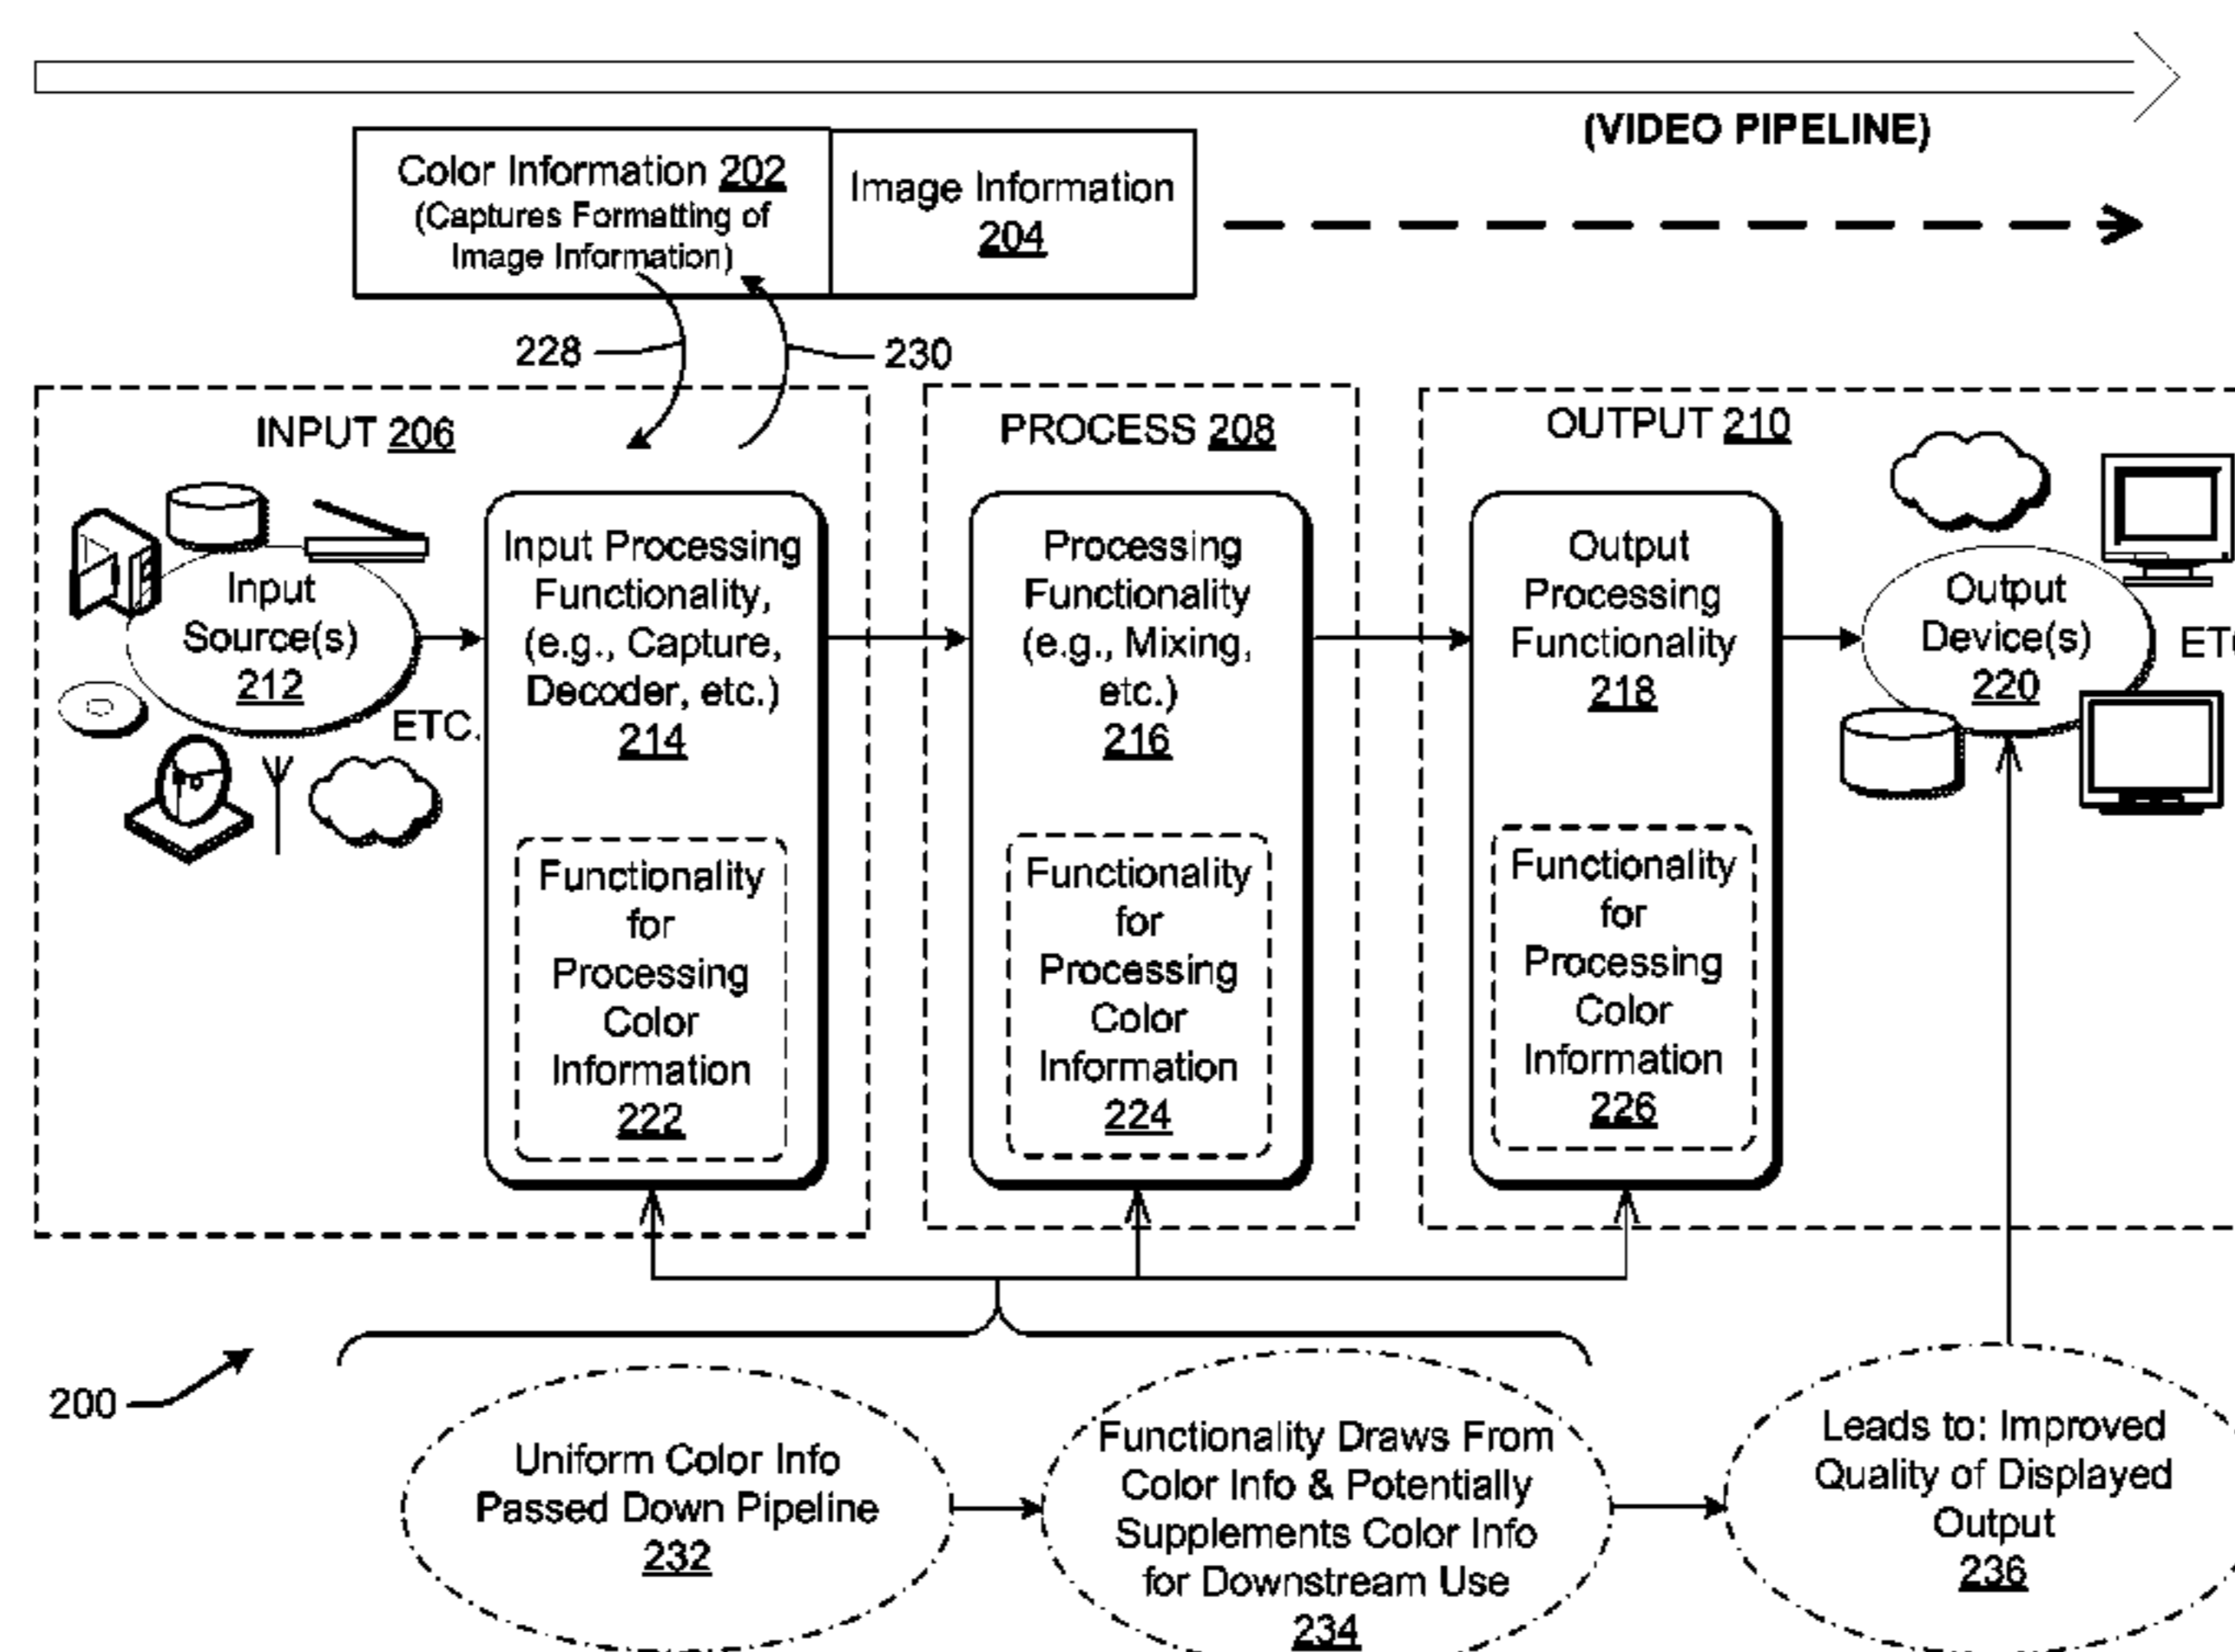 (VIDEO PIPELINE)
Color Information 202
(Captures Formatting of
Image Information)
Image Information
204
228
230
INPUT 206
PROCESS 208
OUTPUT 210
Input
Source(s)
212
ETC.
Input Processing
Functionality,
(e.g., Capture,
Decoder, etc.)
214
Functionality
for
Processing
Color
Information
222
Processing
Functionality
(e.g., Mixing,
etc.)
216
Functionality
for
Processing
Color
Information
224
Output
Processing
Functionality
218
Functionality
for
Processing
Color
Information
226
Output
Device(s)
220
200
Uniform Color Info
Passed Down Pipeline
232
Functionality Draws From
Color Info & Potentially
Supplements Color Info
for Downstream Use
234
Leads to: Improved
Quality of Displayed
Output
236